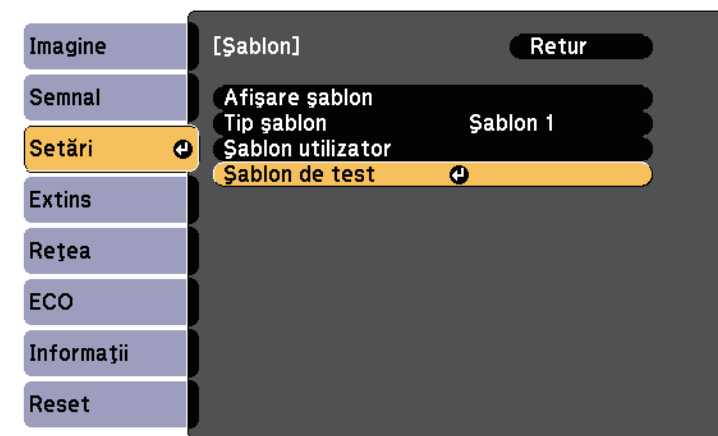 Imagine
Semnal
Setări
Extins
Reţea
ECO
Informaţii
Reset
[Şablon] Retur
Afişare şablon
Tip şablon Şablon 1
Şablon utilizator
Şablon de test